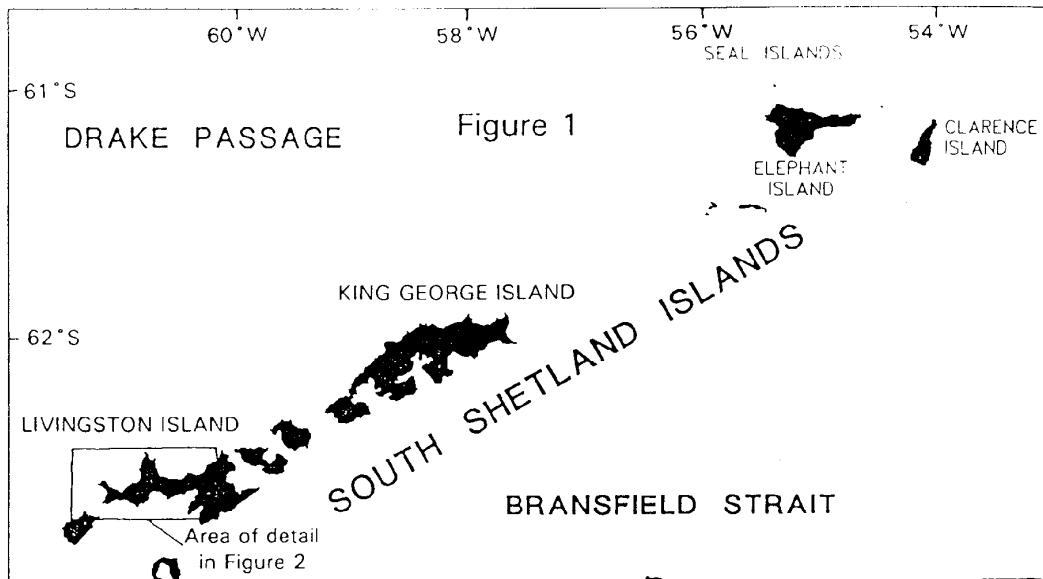 60°W 58°W 56°W 54°W
SEAL ISLANDS
61°S
DRAKE PASSAGE
Figure 1
CLARENCE
ISLAND
ELEPHANT
ISLAND
SOUTH SHETLAND ISLANDS
KING GEORGE ISLAND
62°S
LIVINGSTON ISLAND
BRANSFIELD STRAIT
Area of detail
in Figure 2